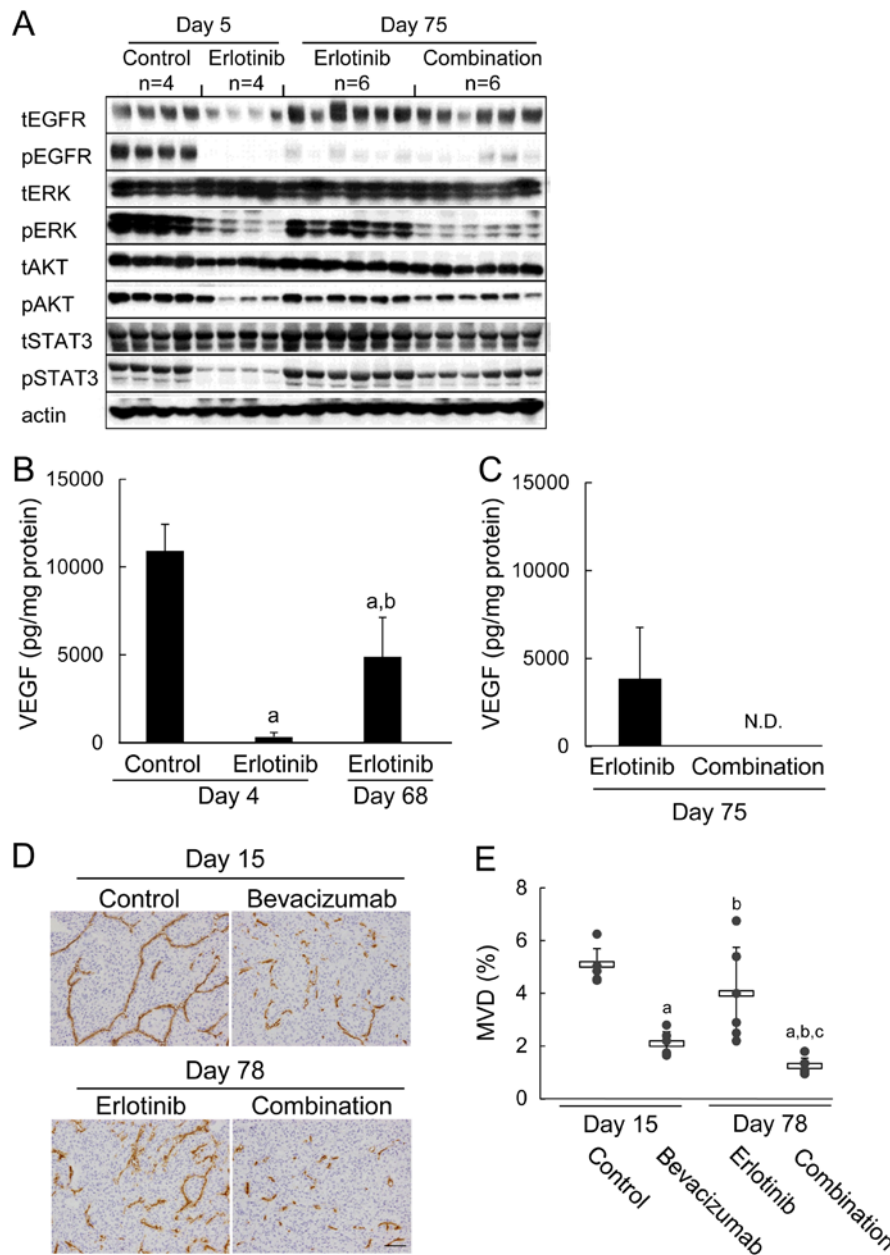 A
Day 5
Day 75
Control Erlotinib Erlotinib Combination
n=4 n=4 n=6 n=6
tEGFR
pEGFR
tERK
pERK
tAKT
pAKT
tSTAT3
pSTAT3
actin
B
VEGF (pg/mg protein)
15000
10000
5000
0
a
a,b
Control Erlotinib Erlotinib
Day 4 Day 68
C
VEGF (pg/mg protein)
15000
10000
5000
0
N.D.
Erlotinib Combination
Day 75
D
Day 15
Control Bevacizumab
Day 78
Erlotinib Combination
E
MVD (%)
8
6
4
2
0
a
b
a,b,c
Day 15 Day 78
Control
Bevacizumab
Erlotinib
Combination